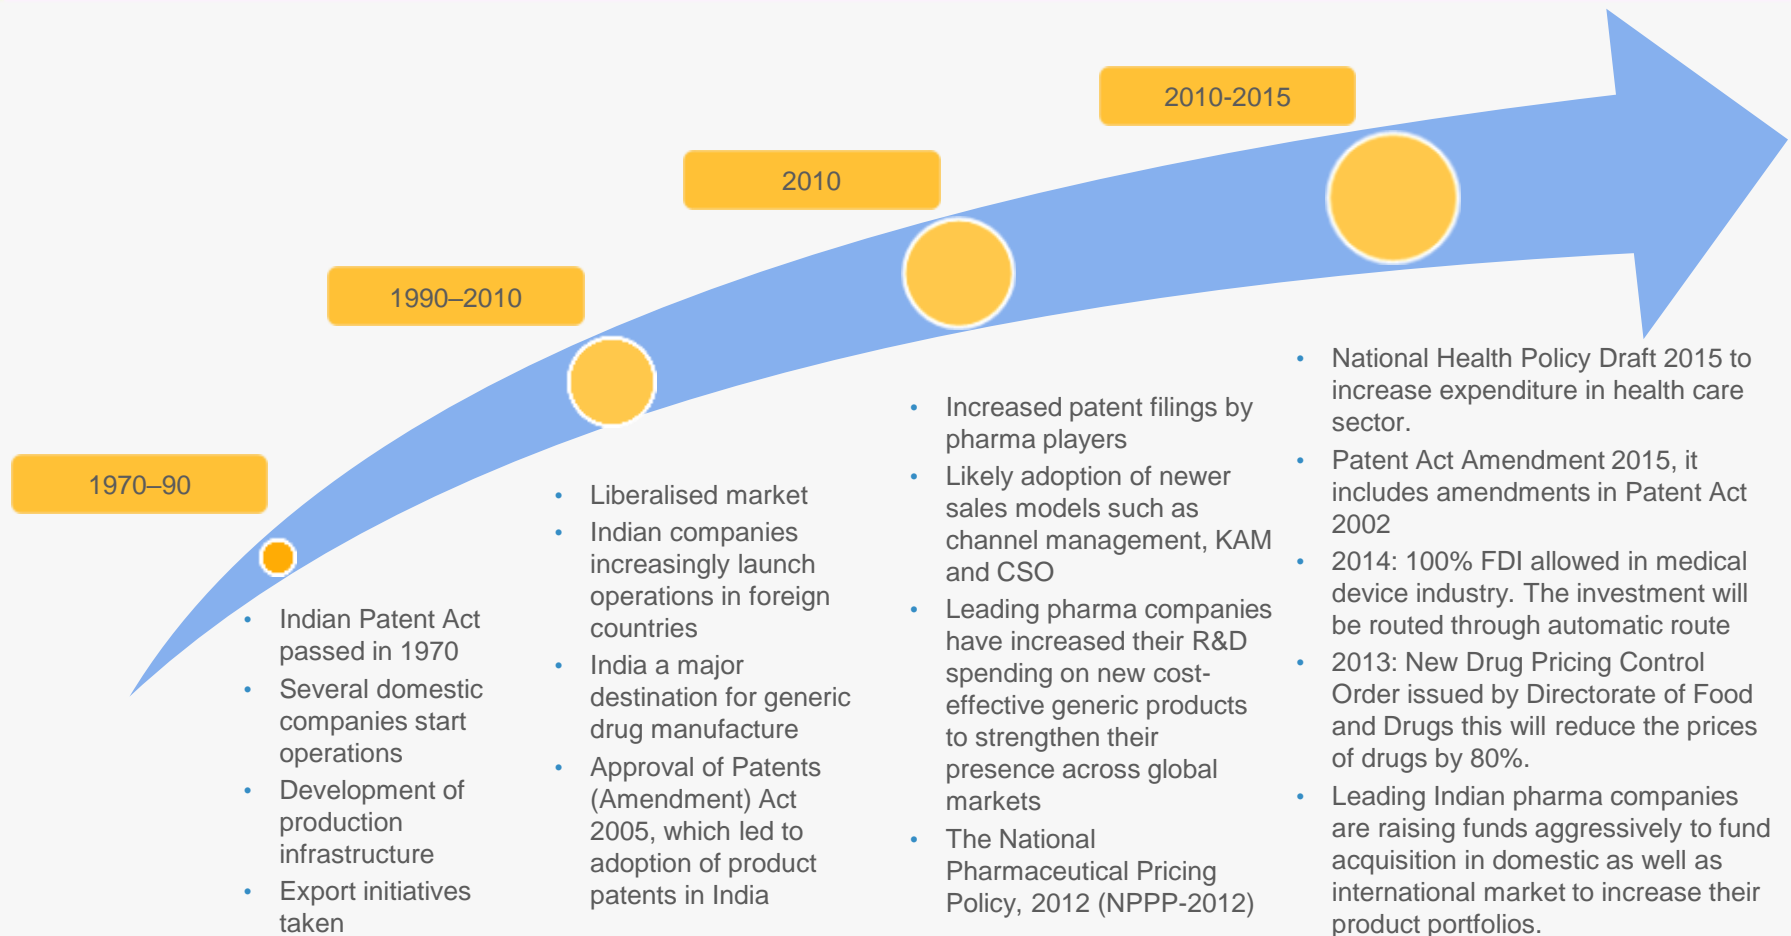 1970–90
• Indian Patent Act
passed in 1970
• Several domestic
companies start
operations
• Development of
production
infrastructure
• Export initiatives
taken
1990–2010
• Liberalised market
• Indian companies
increasingly launch
operations in foreign
countries
• India a major
destination for generic
drug manufacture
• Approval of Patents
(Amendment) Act
2005, which led to
adoption of product
patents in India
2010
• Increased patent filings by
pharma players
• Likely adoption of newer
sales models such as
channel management, KAM
and CSO
• Leading pharma companies
have increased their R&D
spending on new cost-
effective generic products
to strengthen their
presence across global
markets
• The National
Pharmaceutical Pricing
Policy, 2012 (NPPP-2012)
2010-2015
• National Health Policy Draft 2015 to
increase expenditure in health care
sector.
• Patent Act Amendment 2015, it
includes amendments in Patent Act
2002
• 2014: 100% FDI allowed in medical
device industry. The investment will
be routed through automatic route
• 2013: New Drug Pricing Control
Order issued by Directorate of Food
and Drugs this will reduce the prices
of drugs by 80%.
• Leading Indian pharma companies
are raising funds aggressively to fund
acquisition in domestic as well as
international market to increase their
product portfolios.